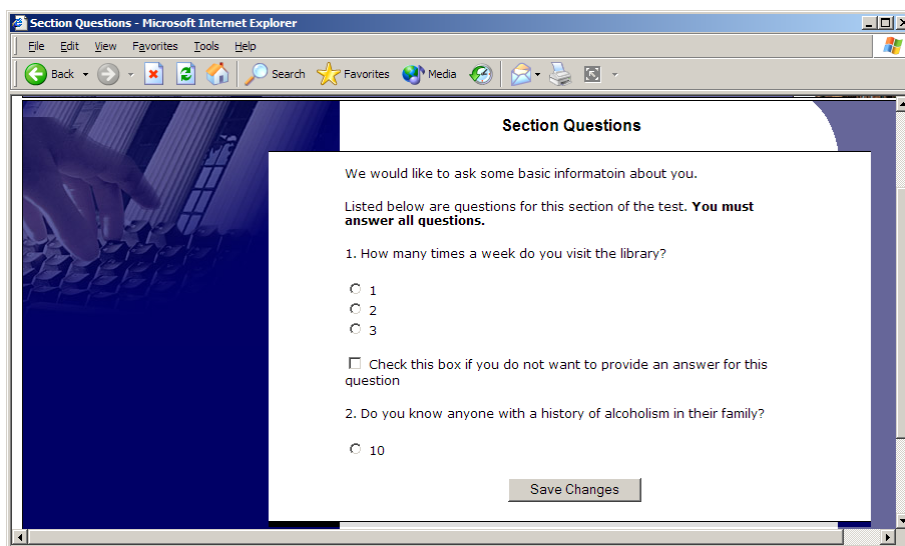 Section Questions - Microsoft Internet Explorer
File Edit View Favorites Tools Help
Back Search Favorites Media
Section Questions
We would like to ask some basic informatoin about you.
Listed below are questions for this section of the test. You must
answer all questions.
1. How many times a week do you visit the library?
1
2
3
Check this box if you do not want to provide an answer for this
question
2. Do you know anyone with a history of alcoholism in their family?
10
Save Changes